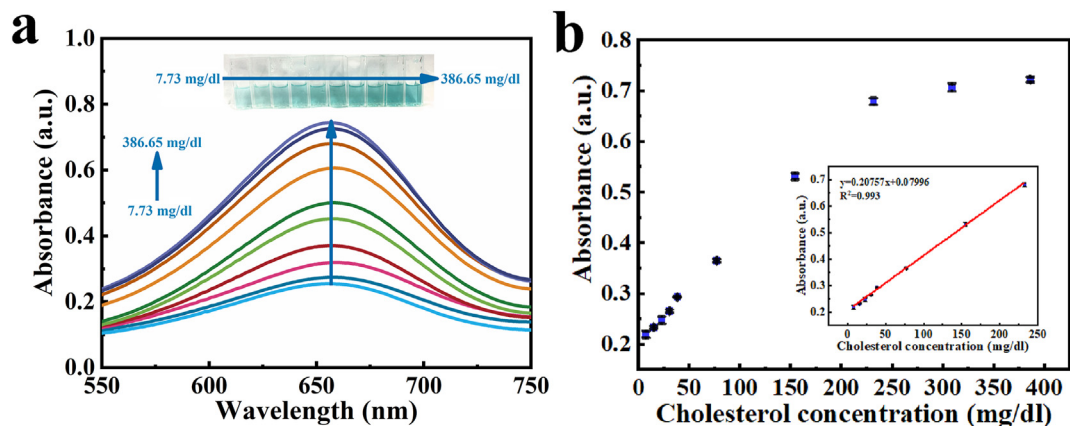 a
1.0
0.8
0.6
0.4
0.2
0.0
Absorbance (a.u.)
7.73 mg/dl
386.65 mg/dl
386.65 mg/dl
7.73 mg/dl
550
600
650
700
750
Wavelength (nm)
b
0.8
0.7
0.6
0.5
0.4
0.3
0.2
Absorbance (a.u.)
0 50 100 150 200 250 300 350 400
Cholesterol concentration (mg/dl)
y=0.20757x+0.07996
R²=0.993
0.7
0.6
0.5
0.4
0.3
0.2
Absorbance (a.u.)
0 50 100 150 200 250
Cholesterol concentration (mg/dl)